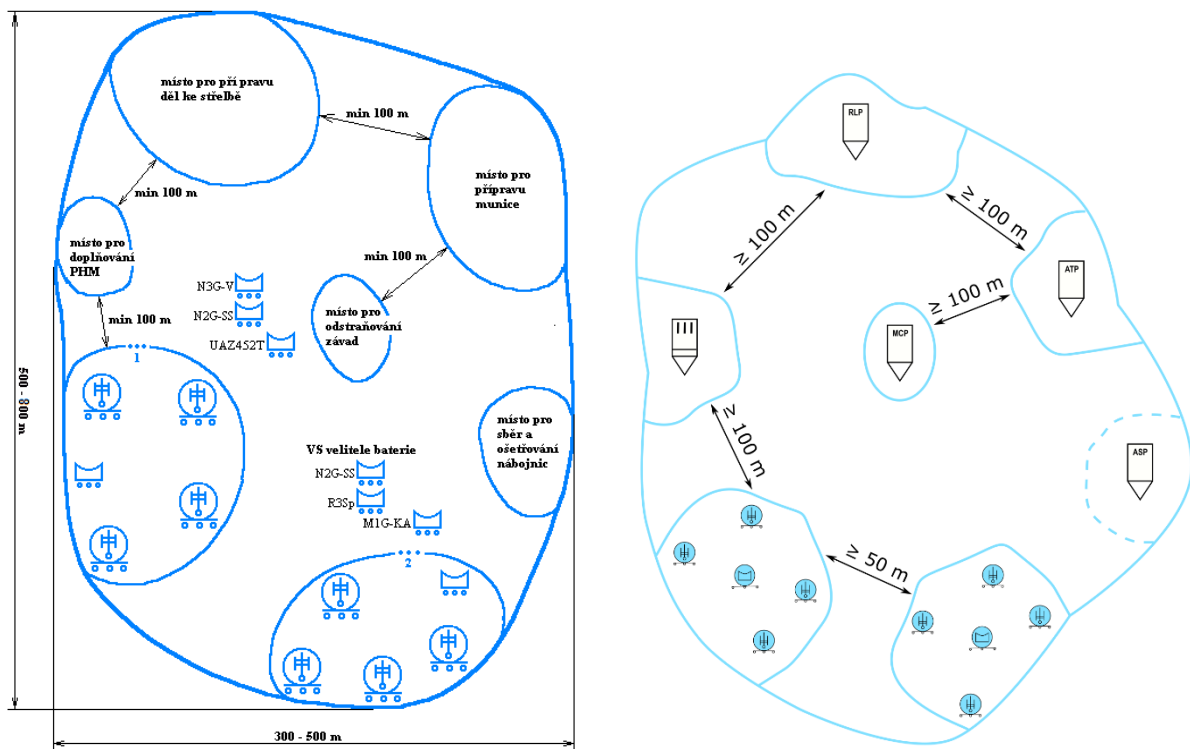 místo pro pří pravu
děl ke střelbě
min 100 m
místo pro
přípravu
munice
min 100 m
místo pro
doplňování
PHM
min 100 m
N3G-V
N2G-SS
UAZ452T
místo pro
odstraňování
závad
min 100 m
1
místo pro
sběr a
ošetřování
nábojnic
VS velitele baterie
N2G-SS
R3Sp
M1G-KA
2
500 - 800 m
300 - 500 m
RLP
≥ 100 m
≥ 100 m
ATP
≥ 100 m
MCP
≥ 100 m
ASP
≥ 50 m